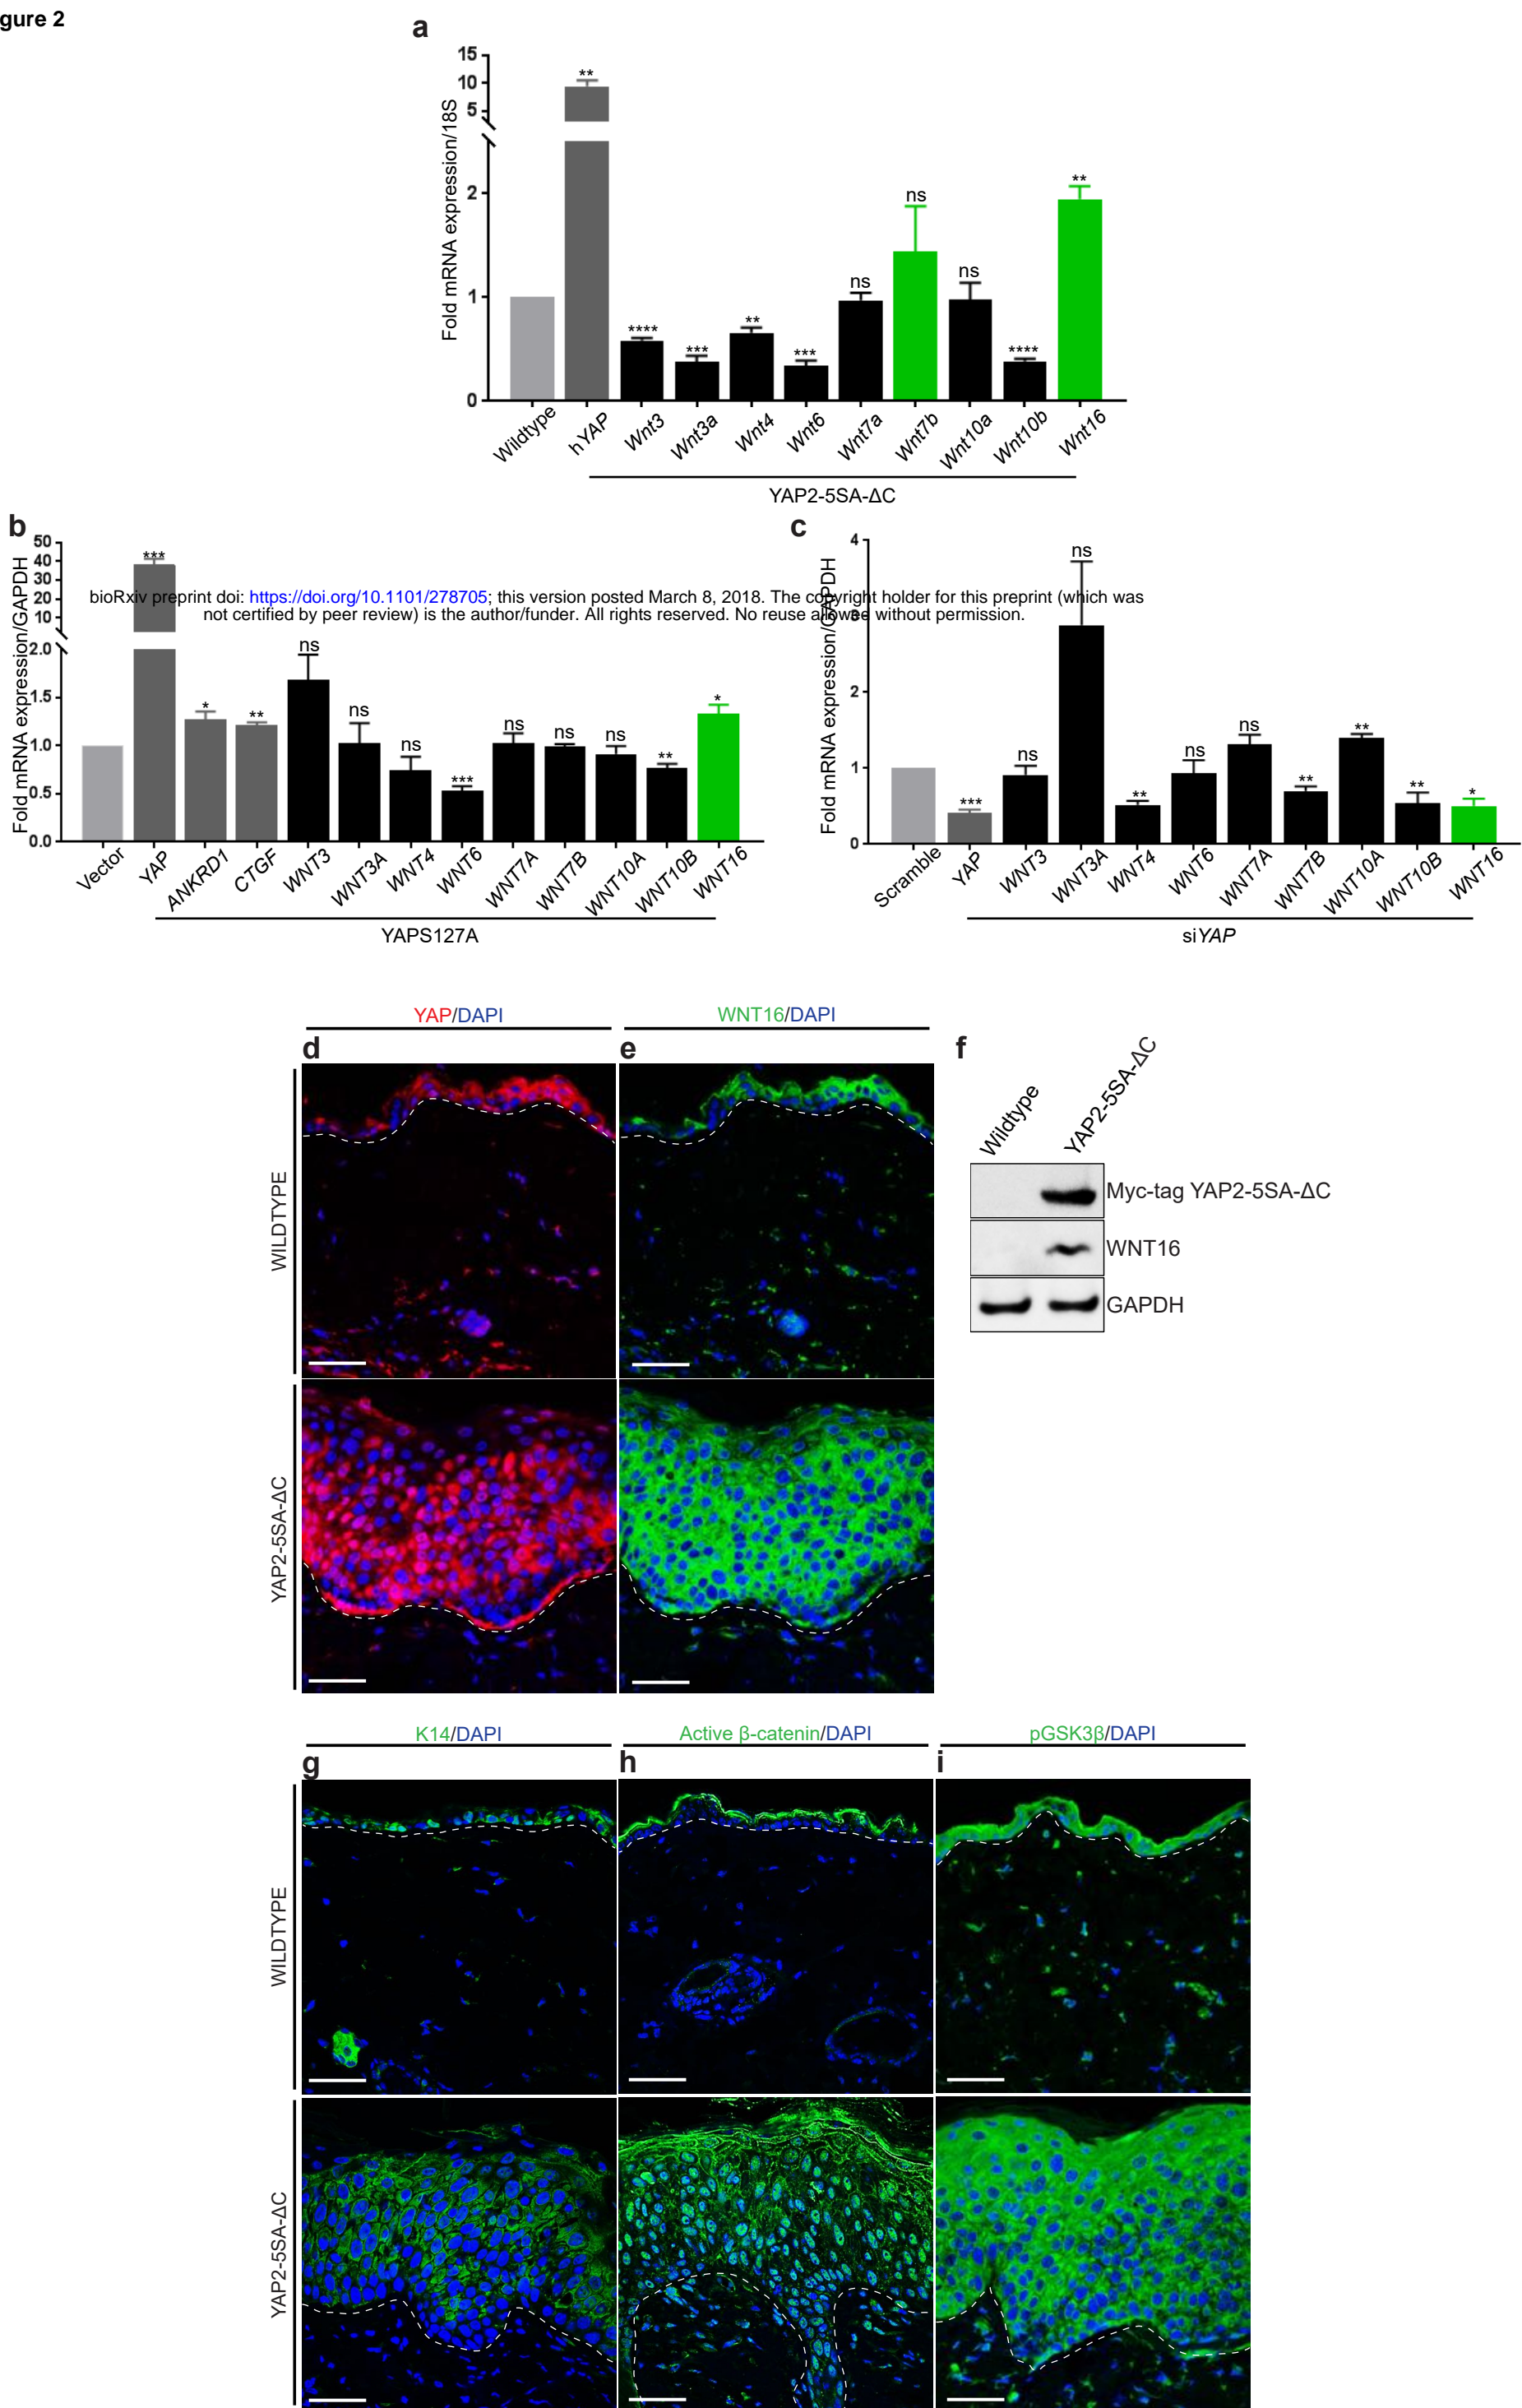 gure 2
a
Fold mRNA expression/18S
15
10
5
2
1
0
**
****
***
**
***
ns
ns
ns
****
**
Wildtype
hYAP
Wnt3
Wnt3a
Wnt4
Wnt6
Wnt7a
Wnt7b
Wnt10a
Wnt10b
Wnt16
YAP2-5SA-ΔC
b
Fold mRNA expression/GAPDH
50
40
30
20
10
2.0
1.5
1.0
0.5
0.0
***
*
**
ns
ns
ns
***
ns
ns
ns
**
*
Vector
YAP
ANKRD1
CTGF
WNT3
WNT3A
WNT4
WNT6
WNT7A
WNT7B
WNT10A
WNT10B
WNT16
YAPS127A
bioRxiv preprint doi: https://doi.org/10.1101/278705; this version posted March 8, 2018. The copyright holder for this preprint (which was
not certified by peer review) is the author/funder. All rights reserved. No reuse allowed without permission.
c
Fold mRNA expression/GAPDH
4
3
2
1
0
***
ns
ns
**
ns
ns
**
**
**
*
Scramble
YAP
WNT3
WNT3A
WNT4
WNT6
WNT7A
WNT7B
WNT10A
WNT10B
WNT16
siYAP
YAP/DAPI
WNT16/DAPI
d
e
f
WILDTYPE
YAP2-5SA-ΔC
Wildtype
YAP2-5SA-ΔC
Myc-tag YAP2-5SA-ΔC
WNT16
GAPDH
K14/DAPI
Active β-catenin/DAPI
pGSK3β/DAPI
g
h
i
WILDTYPE
YAP2-5SA-ΔC